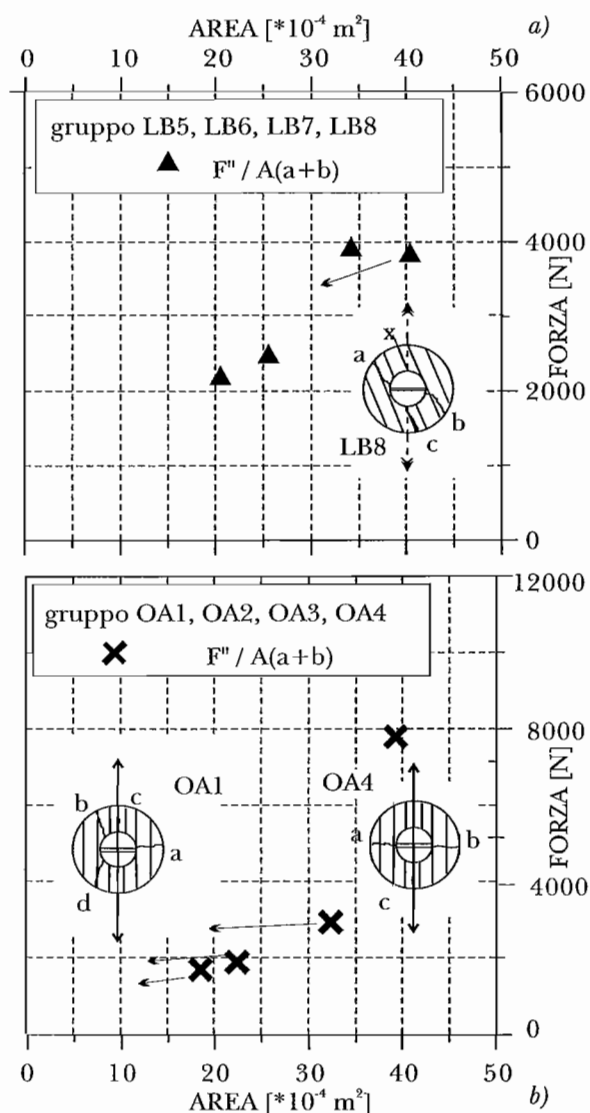 AREA [*10⁻⁴ m²]
a)
0 10 20 30 40 50
6000
gruppo LB5, LB6, LB7, LB8
F" / A(a+b)
4000
FORZA [N]
x
a
2000
b
LB8
c
0
12000
gruppo OA1, OA2, OA3, OA4
F" / A(a+b)
8000
FORZA [N]
OA1
OA4
b
c
a
d
a
b
c
4000
0
0 10 20 30 40 50
AREA [*10⁻⁴ m²]
b)